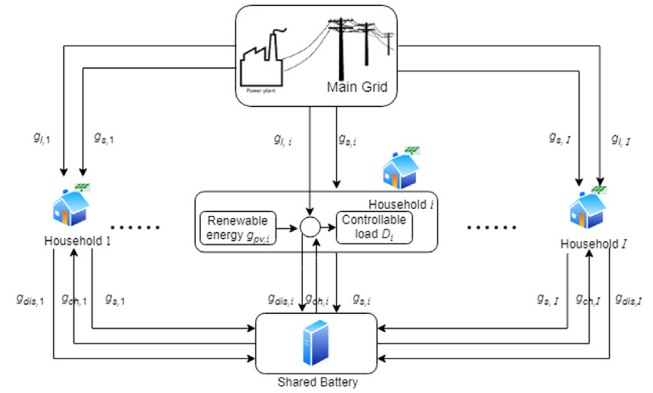 Power plant
Main Grid
g_{l,1}
g_{s,1}
g_{l,i}
g_{s,i}
g_{s,I}
g_{l,I}
Household 1
......
Household i
Renewable
energy g_{pv,i}
Controllable
load D_i
......
Household I
g_{dis,1}
g_{ch,1}
g_{s,1}
g_{dis,i}
g_{ch,i}
g_{s,i}
g_{s,I}
g_{ch,I}
g_{dis,I}
Shared Battery